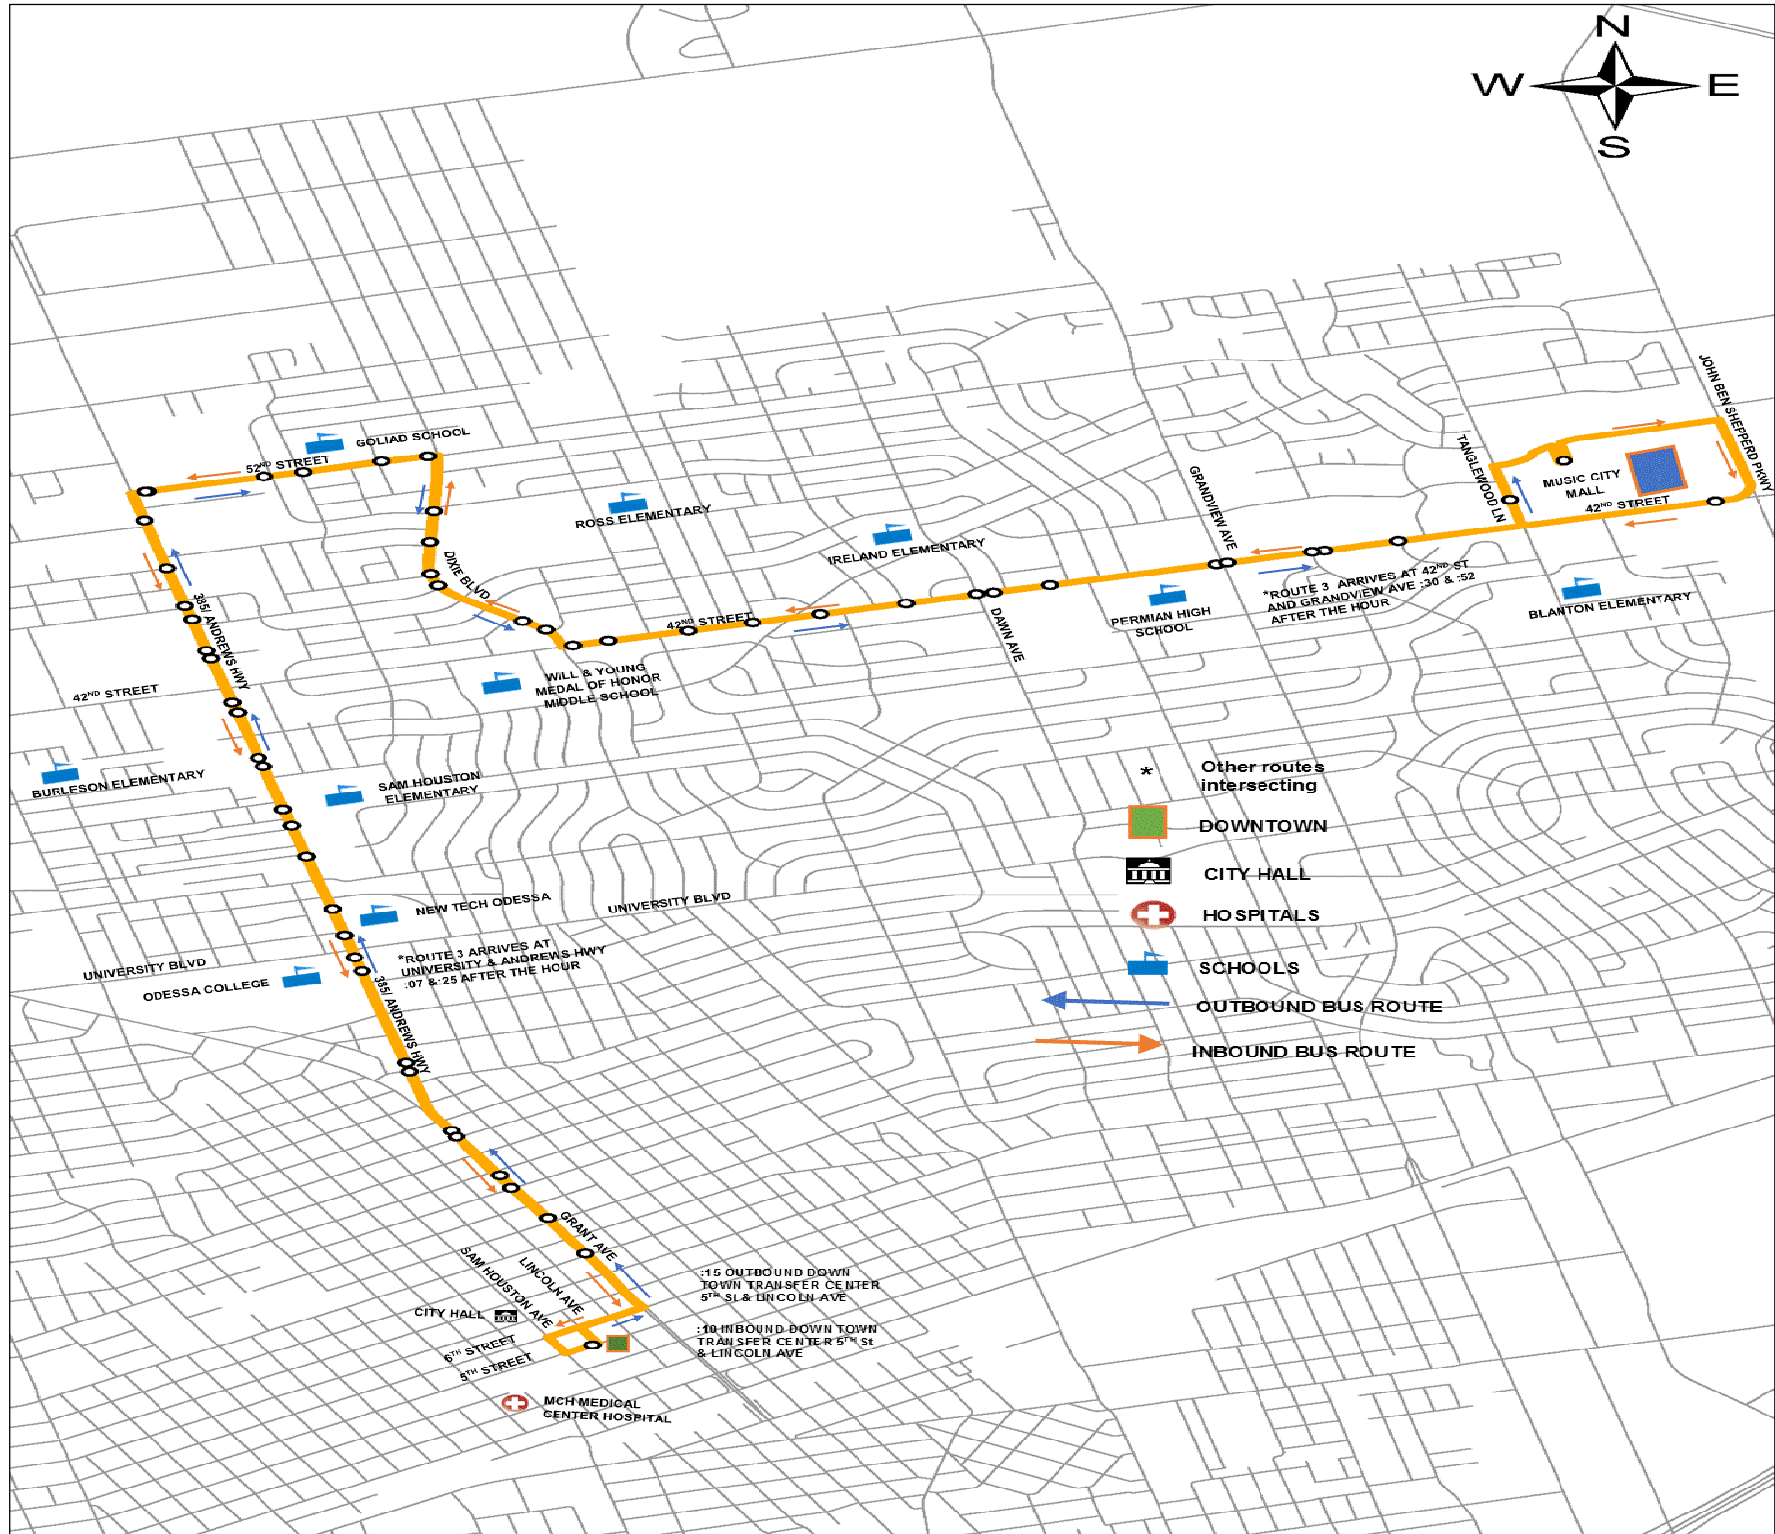 N
W
E
S
JOHN BEN SHEPPERD PKWY
GOLIAD SCHOOL
52ND STREET
TANGLEWOOD LN
MUSIC CITY
MALL
42ND STREET
GRANDVIEW AVE
ROSS ELEMENTARY
IRELAND ELEMENTARY
DIXIE BLVD
*ROUTE 3 ARRIVES AT 42ND ST
AND GRANDVIEW AVE :30 & :52
AFTER THE HOUR
BLANTON ELEMENTARY
PERMIAN HIGH
SCHOOL
42ND STREET
DAWN AVE
385/ ANDREWS HWY
WILL & YOUNG
MEDAL OF HONOR
MIDDLE SCHOOL
42ND STREET
BURLESON ELEMENTARY
SAM HOUSTON
ELEMENTARY
* Other routes
intersecting
DOWNTOWN
CITY HALL
HOSPITALS
SCHOOLS
OUTBOUND BUS ROUTE
INBOUND BUS ROUTE
NEW TECH ODESSA
UNIVERSITY BLVD
*ROUTE 3 ARRIVES AT
UNIVERSITY & ANDREWS HWY
:07 & :25 AFTER THE HOUR
UNIVERSITY BLVD
ODESSA COLLEGE
385/ ANDREWS HWY
GRANT AVE
LINCOLN AVE
SAM HOUSTON AVE
CITY HALL
6TH STREET
5TH STREET
:15 OUTBOUND DOWN
TOWN TRANSFER CENTER
5TH St & LINCOLN AVE
:10 INBOUND DOWN TOWN
TRANSFER CENTER 5TH St
& LINCOLN AVE
MCH MEDICAL
CENTER HOSPITAL